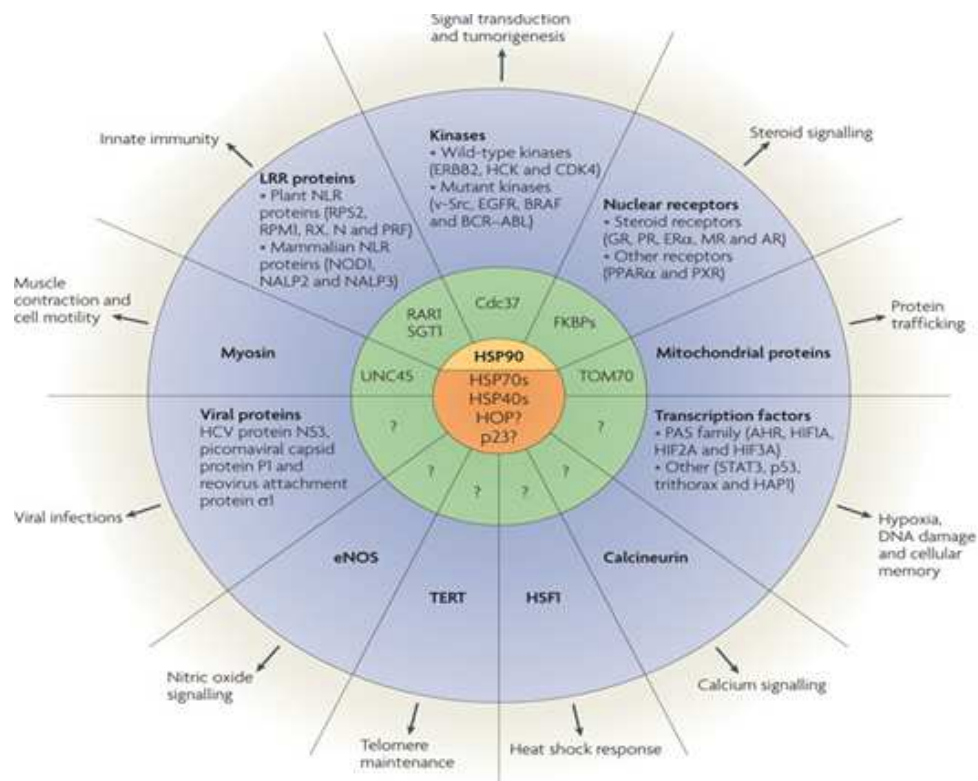 Signal transduction
and tumorigenesis
Innate immunity
Steroid signalling
Kinases
• Wild-type kinases
(ERBB2, HCK and CDK4)
• Mutant kinases
(v-Src, EGFR, BRAF
and BCR–ABL)
LRR proteins
• Plant NLR
proteins (RPS2,
RPM1, RX, N and PRF)
• Mammalian NLR
proteins (NOD1,
NALP2 and NALP3)
Nuclear receptors
• Steroid receptors
(GR, PR, ERα, MR and AR)
• Other receptors
(PPARα and PXR)
Muscle
contraction and
cell motility
Protein
trafficking
Cdc37
RAR1
SGT1
FKBPs
Myosin
HSP90
Mitochondrial proteins
UNC45
HSP70s
HSP40s
HOP?
p23?
TOM70
Viral proteins
HCV protein NS3,
picornaviral capsid
protein P1 and
reovirus attachment
protein σ1
?
?
Transcription factors
• PAS family (AHR, HIF1A,
HIF2A and HIF3A)
• Other (STAT3, p53,
trithorax and HAP1)
?
?
?
?
Viral infections
Hypoxia,
DNA damage
and cellular
memory
eNOS
Calcineurin
TERT
HSF1
Nitric oxide
signalling
Calcium signalling
Telomere
maintenance
Heat shock response